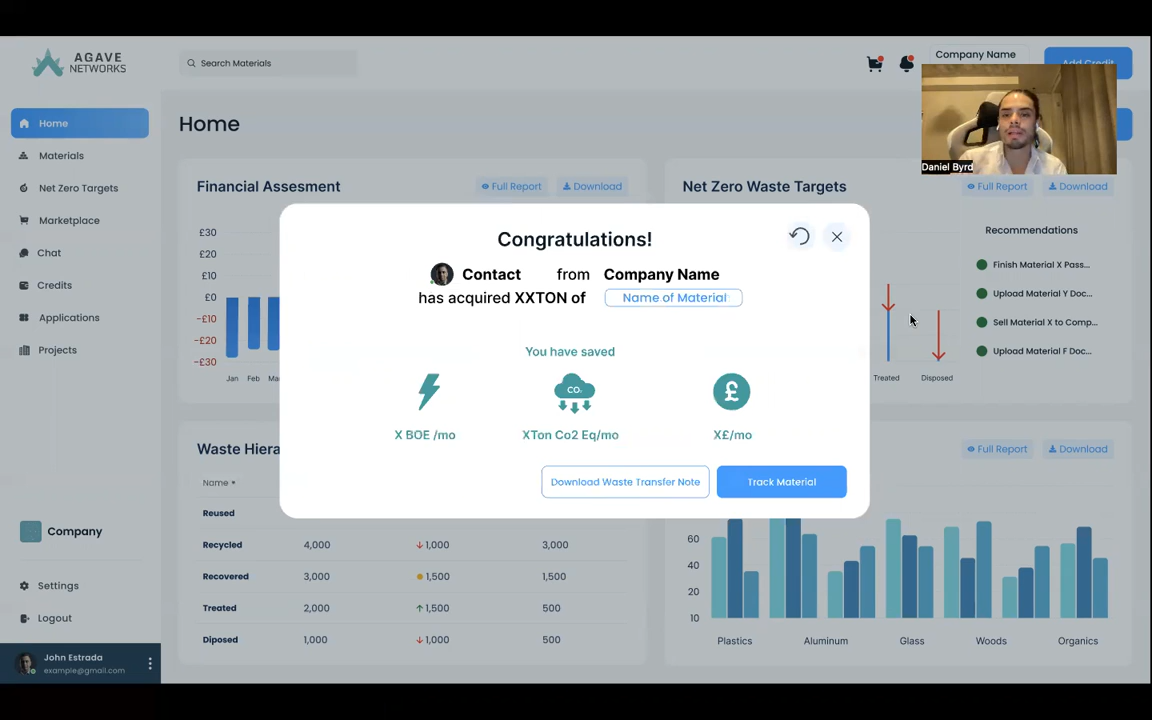 AGAVE
NETWORKS
Search Materials
Company Name
Add Credit
Daniel Byrd
Home
Materials
Net Zero Targets
Marketplace
Chat
Credits
Applications
Projects
Company
Settings
Logout
John Estrada
example@gmail.com
Home
Financial Assesment
Full Report
Download
£30
£20
£10
£0
-£10
-£20
-£30
Jan Feb
Net Zero Waste Targets
Full Report
Download
Recommendations
Finish Material X Pass...
Upload Material Y Doc...
Sell Material X to Comp...
Upload Material F Doc...
Treated Disposed
Congratulations!
Contact from Company Name
has acquired XXTON of Name of Material
You have saved
CO₂
£
X BOE /mo XTon Co2 Eq/mo X£/mo
Download Waste Transfer Note
Track Material
Waste Hiera
Name
Reused
Recycled 4,000 1,000 3,000
Recovered 3,000 1,500 1,500
Treated 2,000 1,500 500
Diposed 1,000 1,000 500
Full Report
Download
60
40
20
10
Plastics Aluminum Glass Woods Organics